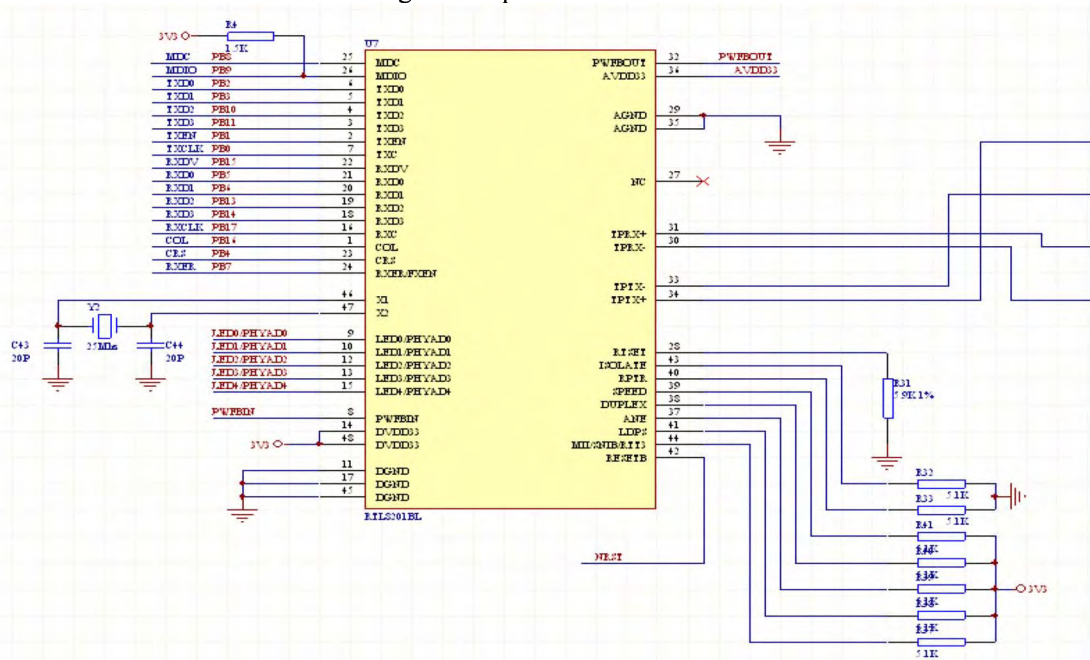 3V3
R4
1.5K
U7
MDC PB8 25 MDC
MDIO PB9 26 MDIO
TXD0 PB2 6 TXD0
TXD1 PB3 5 TXD1
TXD2 PB10 4 TXD2
TXD3 PB11 3 TXD3
TXEN PB1 2 TXEN
TXCLK PB0 7 TXC
RXDV PB15 22 RXDV
RXD0 PB5 21 RXD0
RXD1 PB6 20 RXD1
RXD2 PB13 19 RXD2
RXD3 PB14 18 RXD3
RXCLK PB17 16 RXC
COL PB16 1 COL
CRS PB4 23 CRS
RXER PB7 24 RXER/FXEN
46 X1
47 X2
Y2
25Mhz
C43
20P
C44
20P
LED0/PHYAD0 9 LED0/PHYAD0
LED1/PHYAD1 10 LED1/PHYAD1
LED2/PHYAD2 12 LED2/PHYAD2
LED3/PHYAD3 13 LED3/PHYAD3
LED4/PHYAD4 15 LED4/PHYAD4
PWFBIN 8 PWFBIN
14 DVDD33
3V3 48 DVDD33
11 DGND
17 DGND
45 DGND
RTL8201BL
PWFBOUT 32 PWFBOUT
AVDD33 36 AVDD33
AGND 29
AGND 35
NC 27
TPRX+ 31
TPRX- 30
TPTX- 33
TPTX+ 34
RTSET 28
ISOLATE 43
RPTR 40
SPEED 39
DUPLEX 38
ANE 37
LDPS 41
MII/SNIB/RTT3 44
RESETB 42
NRST
R31
5.9K 1%
R32
5.1K
R33
5.1K
R41
R37
5.1K
3V3